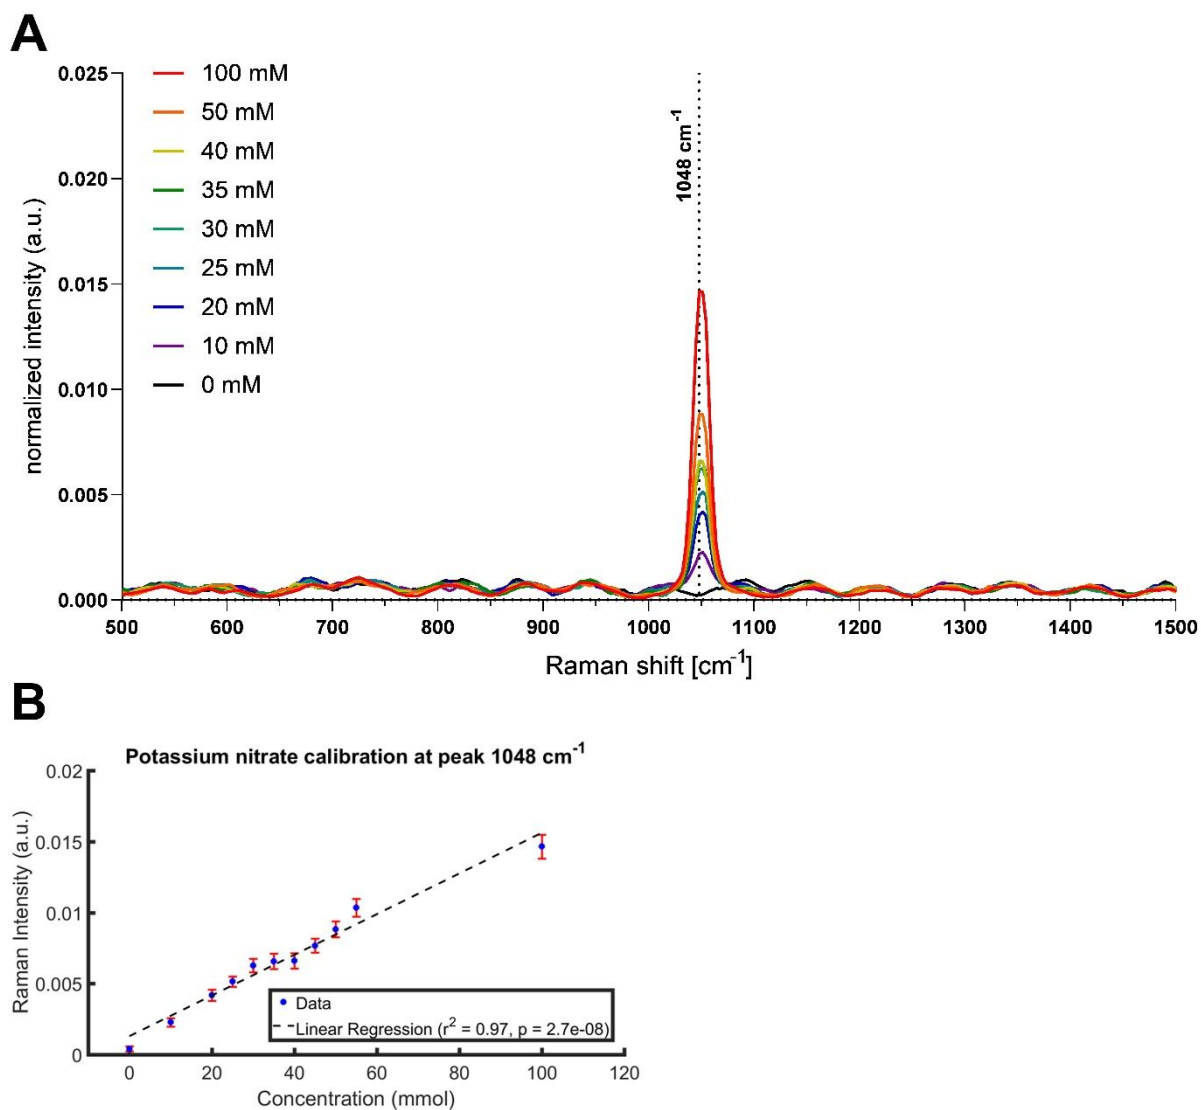 A
0.025
0.020
0.015
0.010
0.005
0.000
normalized intensity (a.u.)
100 mM
50 mM
40 mM
35 mM
30 mM
25 mM
20 mM
10 mM
0 mM
1048 cm⁻¹
500 600 700 800 900 1000 1100 1200 1300 1400 1500
Raman shift [cm⁻¹]
B
Potassium nitrate calibration at peak 1048 cm⁻¹
0.02
0.015
0.01
0.005
0
Raman Intensity (a.u.)
Data
Linear Regression (r² = 0.97, p = 2.7e-08)
0 20 40 60 80 100 120
Concentration (mmol)